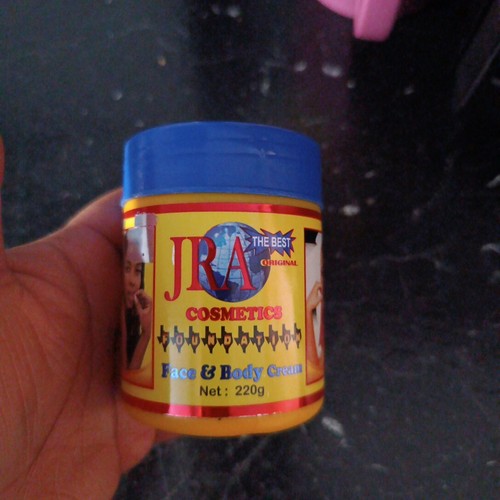 JRA
THE BEST
ORIGINAL
COSMETICS
FOUNDATION
Face & Body Cream
Net : 220g